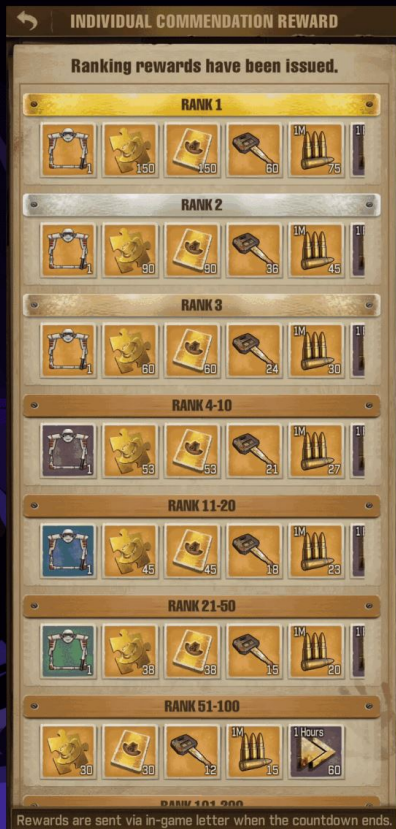 INDIVIDUAL COMMENDATION REWARD
Ranking rewards have been issued.
RANK 1
1 150 150 60 1M 75
RANK 2
1 90 90 36 1M 45
RANK 3
1 60 60 24 1M 30
RANK 4-10
1 53 53 21 1M 27
RANK 11-20
1 45 45 18 1M 23
RANK 21-50
1 38 38 15 1M 20
RANK 51-100
30 30 12 1M 15 1 Hours 60
RANK 101-200
Rewards are sent via in-game letter when the countdown ends.